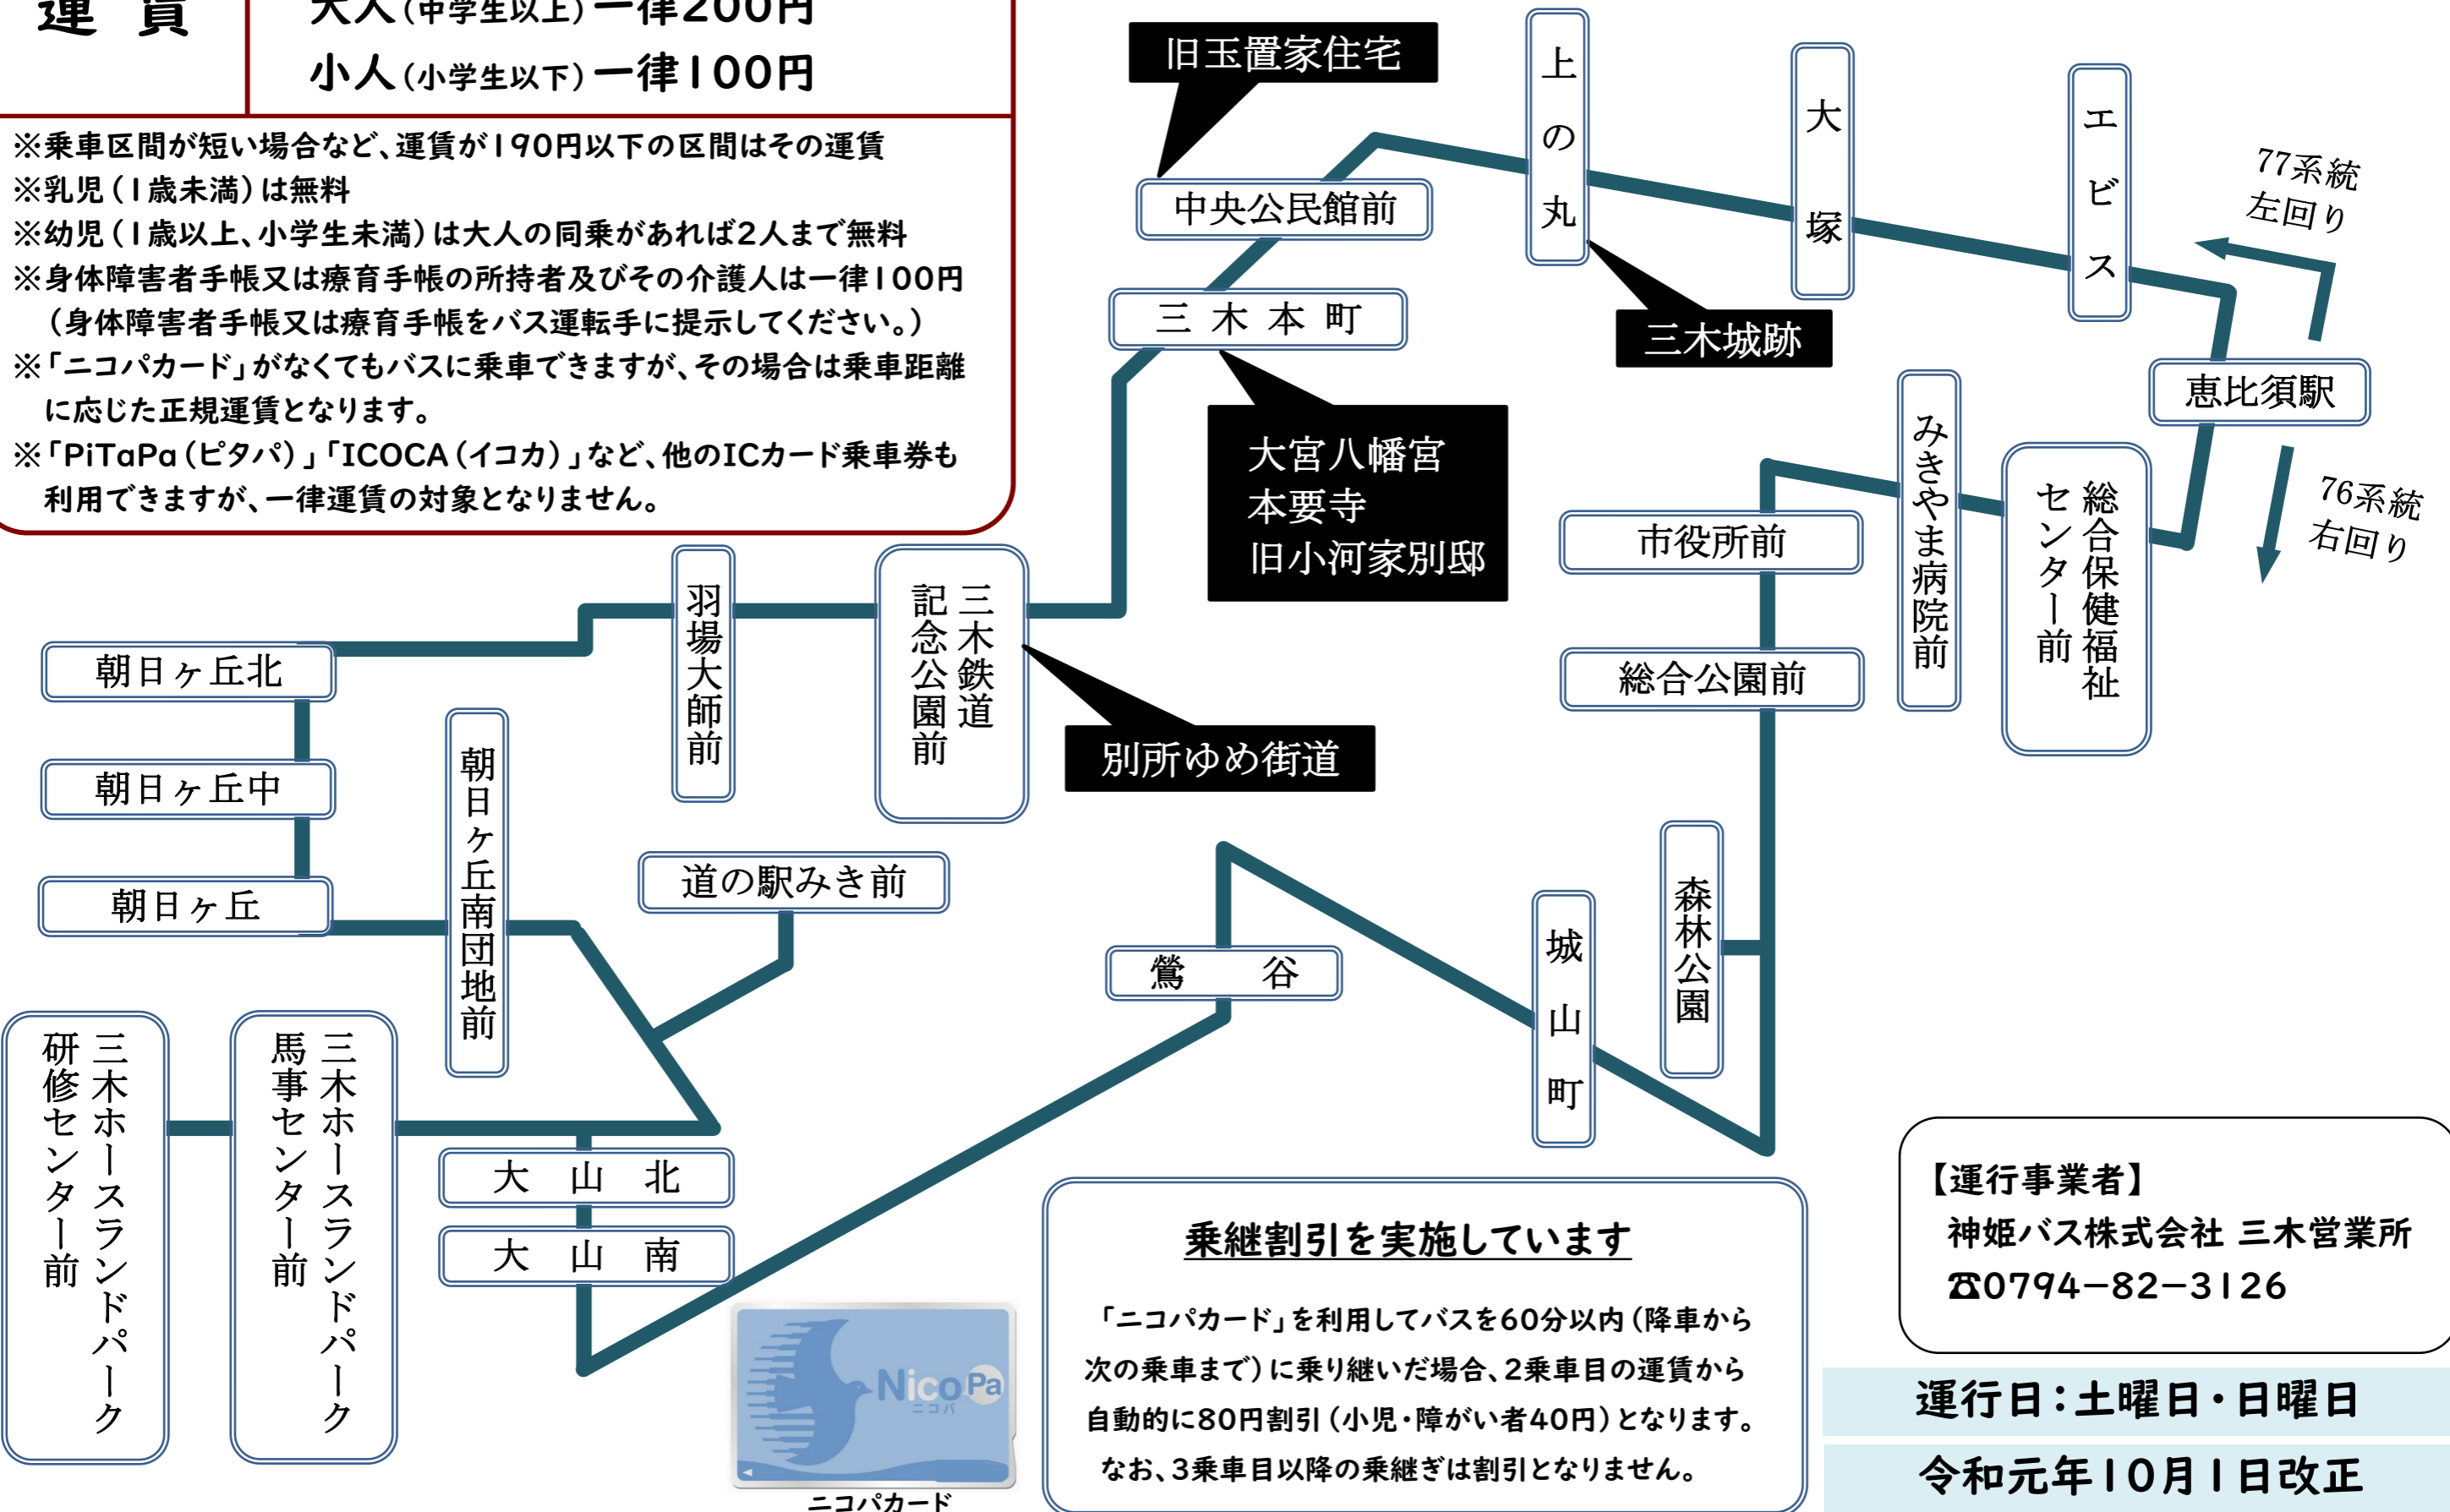 運賃
大人(中学生以上)一律200円
小人(小学生以下)一律100円
※乗車区間が短い場合など、運賃が190円以下の区間はその運賃
※乳児(1歳未満)は無料
※幼児(1歳以上、小学生未満)は大人の同乗があれば2人まで無料
※身体障害者手帳又は療育手帳の所持者及びその介護人は一律100円
(身体障害者手帳又は療育手帳をバス運転手に提示してください。)
※「ニコパカード」がなくてもバスに乗車できますが、その場合は乗車距離
に応じた正規運賃となります。
※「PiTaPa(ピタパ)」「ICOCA(イコカ)」など、他のICカード乗車券も
利用できますが、一律運賃の対象となりません。
旧玉置家住宅
中央公民館前
三木本町
大宮八幡宮
本要寺
旧小河家別邸
上の丸
三木城跡
大塚
エビス
77系統
左回り
恵比須駅
76系統
右回り
総合保健福祉
センター前
みきやま病院前
市役所前
総合公園前
森林公園
城山町
鶯谷
三木鉄道
記念公園前
別所ゆめ街道
羽場大師前
朝日ヶ丘北
朝日ヶ丘中
朝日ヶ丘
朝日ヶ丘南団地前
道の駅みき前
三木ホースランドパーク
馬事センター前
三木ホースランドパーク
研修センター前
大山北
大山南
NicoPa
ニコパ
ニコパカード
乗継割引を実施しています
「ニコパカード」を利用してバスを60分以内(降車から
次の乗車まで)に乗り継いだ場合、2乗車目の運賃から
自動的に80円割引(小児・障がい者40円)となります。
なお、3乗車目以降の乗継ぎは割引となりません。
【運行事業者】
神姫バス株式会社 三木営業所
☎0794−82−3126
運行日:土曜日・日曜日
令和元年10月1日改正